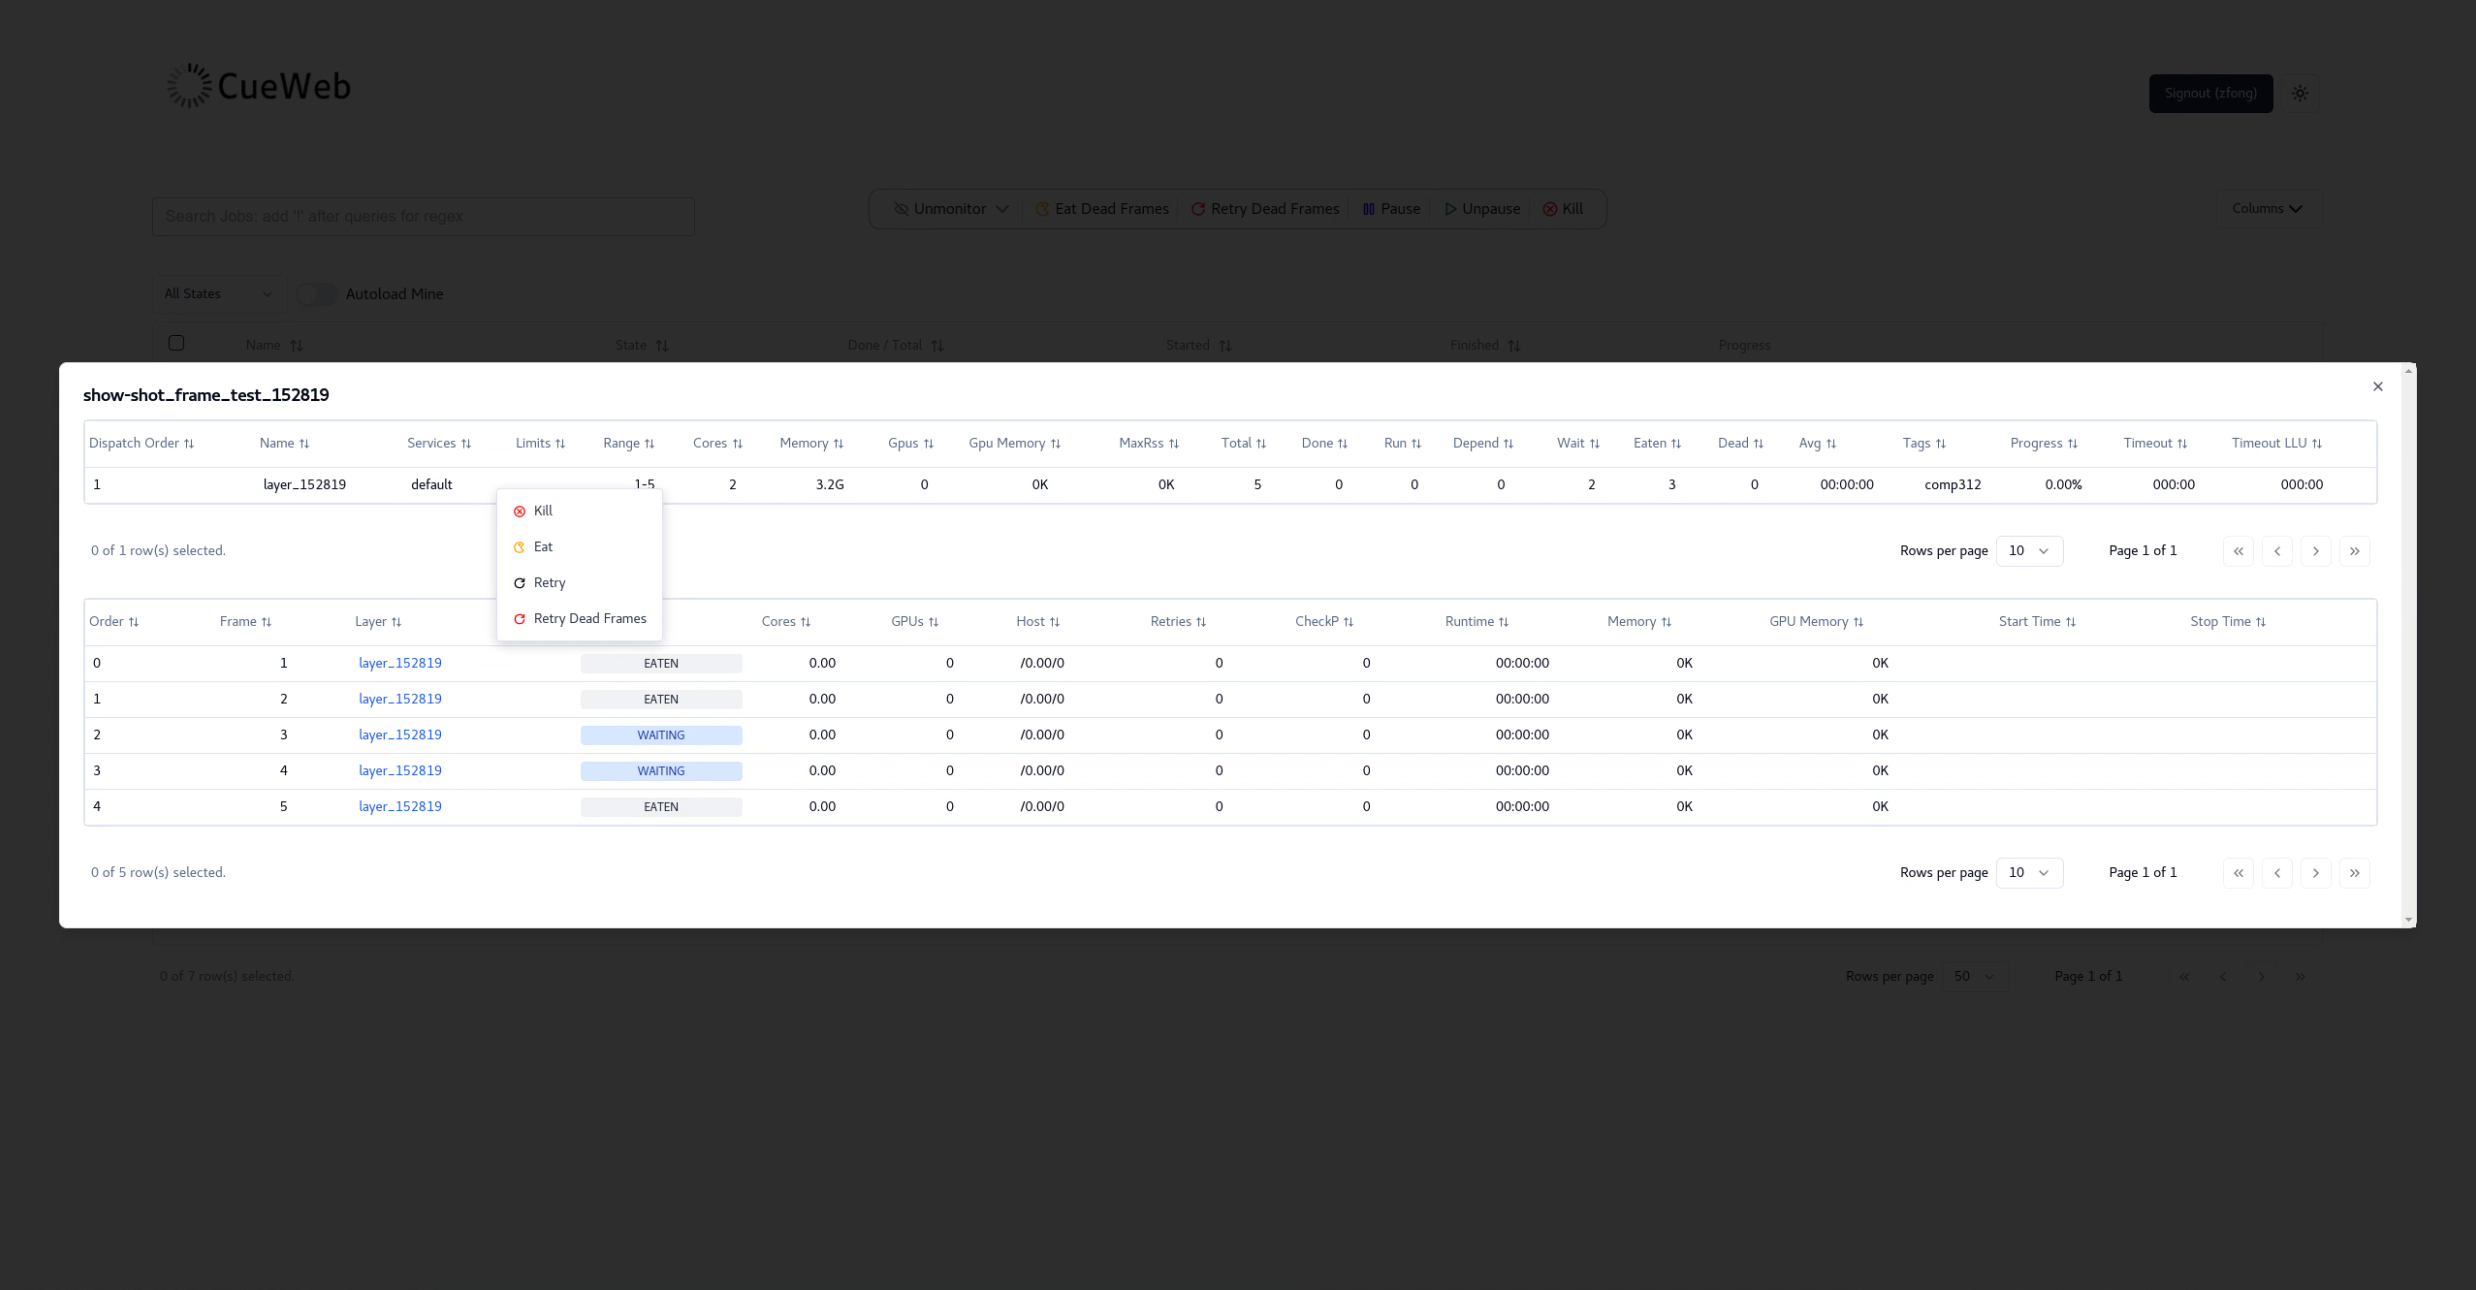 CueWeb
Signout (zfong)
Search Jobs: add '!' after queries for regex
Unmonitor Eat Dead Frames Retry Dead Frames Pause Unpause Kill
Columns
All States Autoload Mine
Name State Done / Total Started Finished Progress
show-shot_frame_test_152819
Dispatch Order Name Services Limits Range Cores Memory Gpus Gpu Memory MaxRss Total Done Run Depend Wait Eaten Dead Avg Tags Progress Timeout Timeout LLU
1 layer_152819 default 1-5 2 3.2G 0 0K 0K 5 0 0 0 2 3 0 00:00:00 comp312 0.00% 000:00 000:00
Kill
Eat
Retry
Retry Dead Frames
0 of 1 row(s) selected. Rows per page 10 Page 1 of 1
Order Frame Layer Cores GPUs Host Retries CheckP Runtime Memory GPU Memory Start Time Stop Time
0 1 layer_152819 EATEN 0.00 0 /0.00/0 0 0 00:00:00 0K 0K
1 2 layer_152819 EATEN 0.00 0 /0.00/0 0 0 00:00:00 0K 0K
2 3 layer_152819 WAITING 0.00 0 /0.00/0 0 0 00:00:00 0K 0K
3 4 layer_152819 WAITING 0.00 0 /0.00/0 0 0 00:00:00 0K 0K
4 5 layer_152819 EATEN 0.00 0 /0.00/0 0 0 00:00:00 0K 0K
0 of 5 row(s) selected. Rows per page 10 Page 1 of 1
0 of 7 row(s) selected. Rows per page 50 Page 1 of 1